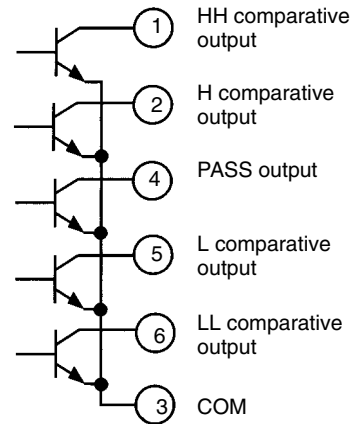 1 HH comparative
output
2 H comparative
output
4 PASS output
5 L comparative
output
6 LL comparative
output
3 COM